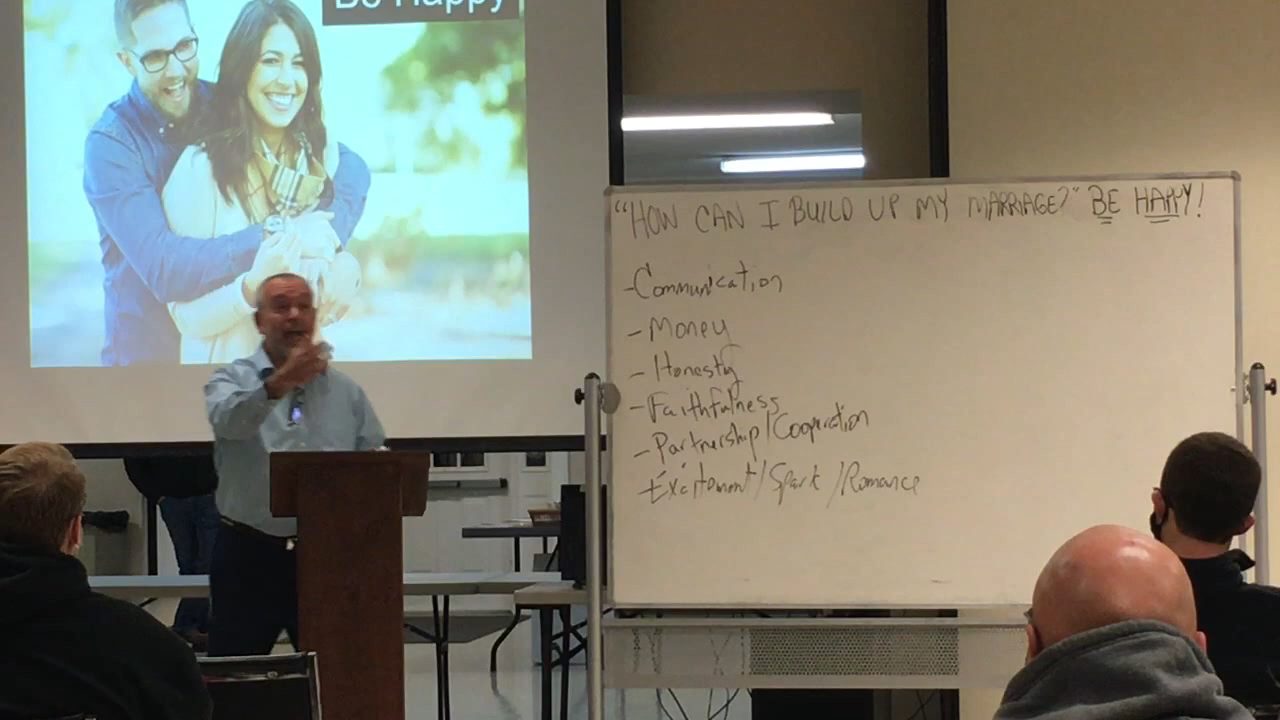 Be Happy
"HOW CAN I BUILD UP MY MARRIAGE?" BE HAPPY!
-Communication
- Money
- Honesty
- Faithfulness
- Partnership/Cooperation
- Excitement/Spark/Romance